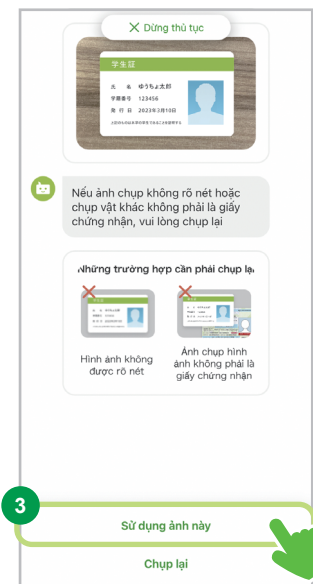 × Dừng thủ tục
学生証
氏 名 ゆうちょ太郎
学籍番号 123456
発行日 2023年3月10日
Nếu ảnh chụp không rõ nét hoặc
chụp vật khác không phải là giấy
chứng nhận, vui lòng chụp lại
Những trường hợp cần phải chụp lạ
Hình ảnh không
được rõ nét
Ảnh chụp hình
ảnh không phải là
giấy chứng nhận
3
Sử dụng ảnh này
Chụp lại